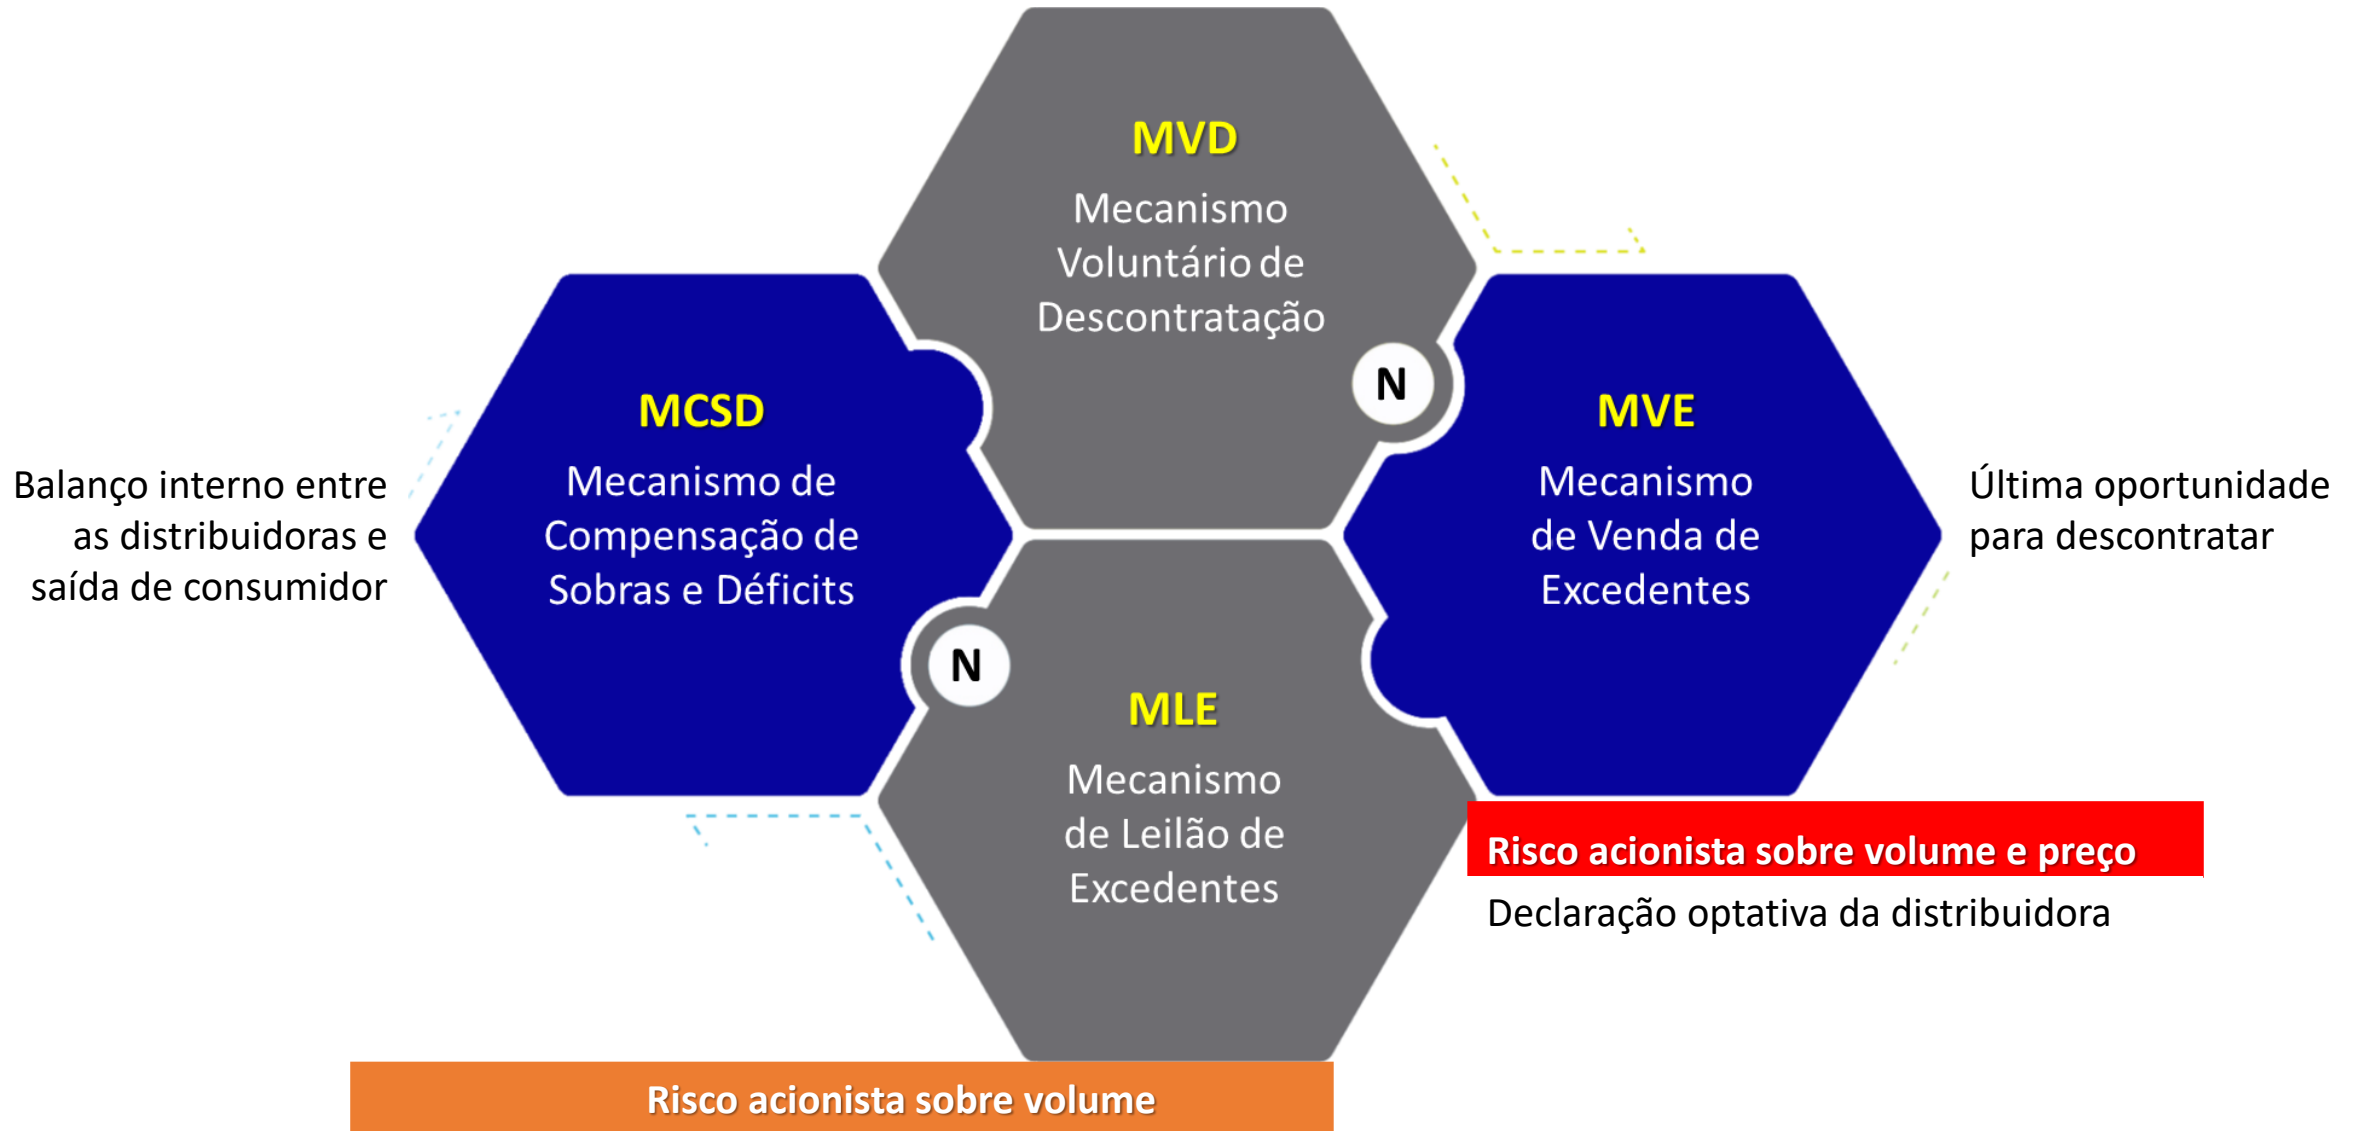 MVD
Mecanismo
Voluntário de
Descontratação
N
MCSD
Mecanismo de
Compensação de
Sobras e Déficits
Balanço interno entre
as distribuidoras e
saída de consumidor
MVE
Mecanismo
de Venda de
Excedentes
Última oportunidade
para descontratar
N
MLE
Mecanismo
de Leilão de
Excedentes
Risco acionista sobre volume e preço
Declaração optativa da distribuidora
Risco acionista sobre volume